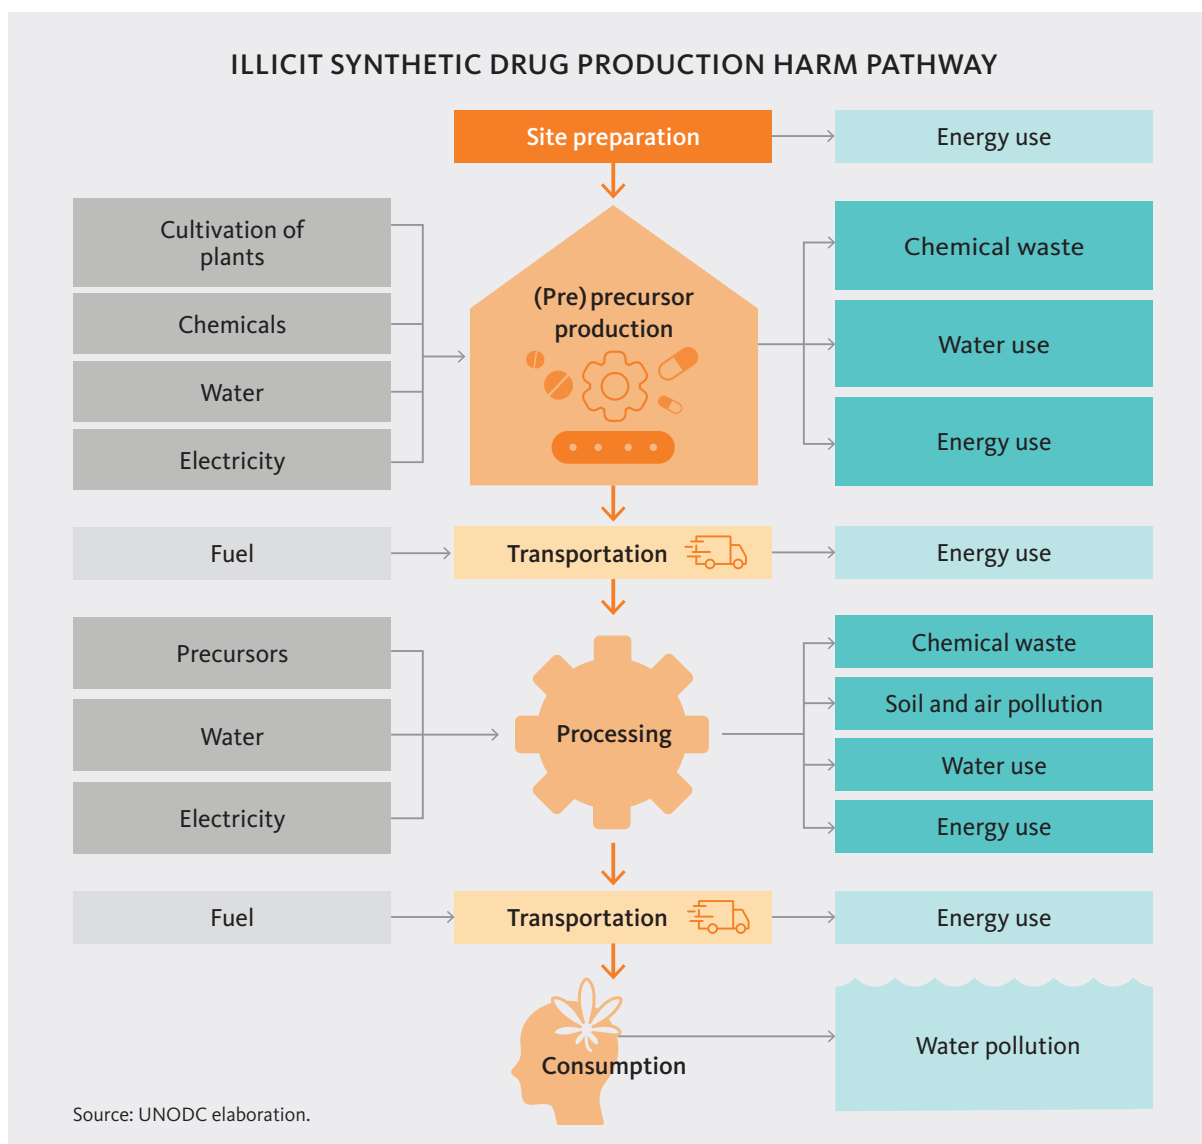 ILLICIT SYNTHETIC DRUG PRODUCTION HARM PATHWAY
Site preparation
Energy use
Cultivation of
plants
Chemicals
Water
Electricity
(Pre) precursor
production
Chemical waste
Water use
Energy use
Fuel
Transportation
Energy use
Precursors
Water
Electricity
Processing
Chemical waste
Soil and air pollution
Water use
Energy use
Fuel
Transportation
Energy use
Consumption
Water pollution
Source: UNODC elaboration.